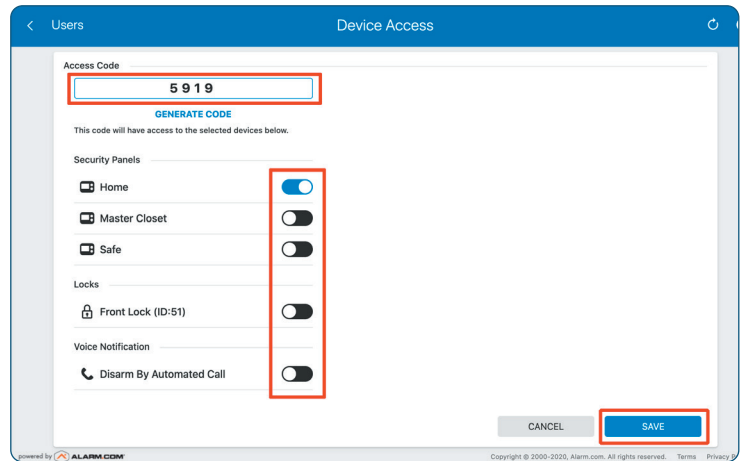 Users
Device Access
Access Code
5919
GENERATE CODE
This code will have access to the selected devices below.
Security Panels
Home
Master Closet
Safe
Locks
Front Lock (ID:51)
Voice Notification
Disarm By Automated Call
CANCEL
SAVE
powered by ALARM.COM
Copyright © 2000-2020, Alarm.com. All rights reserved. Terms Privacy